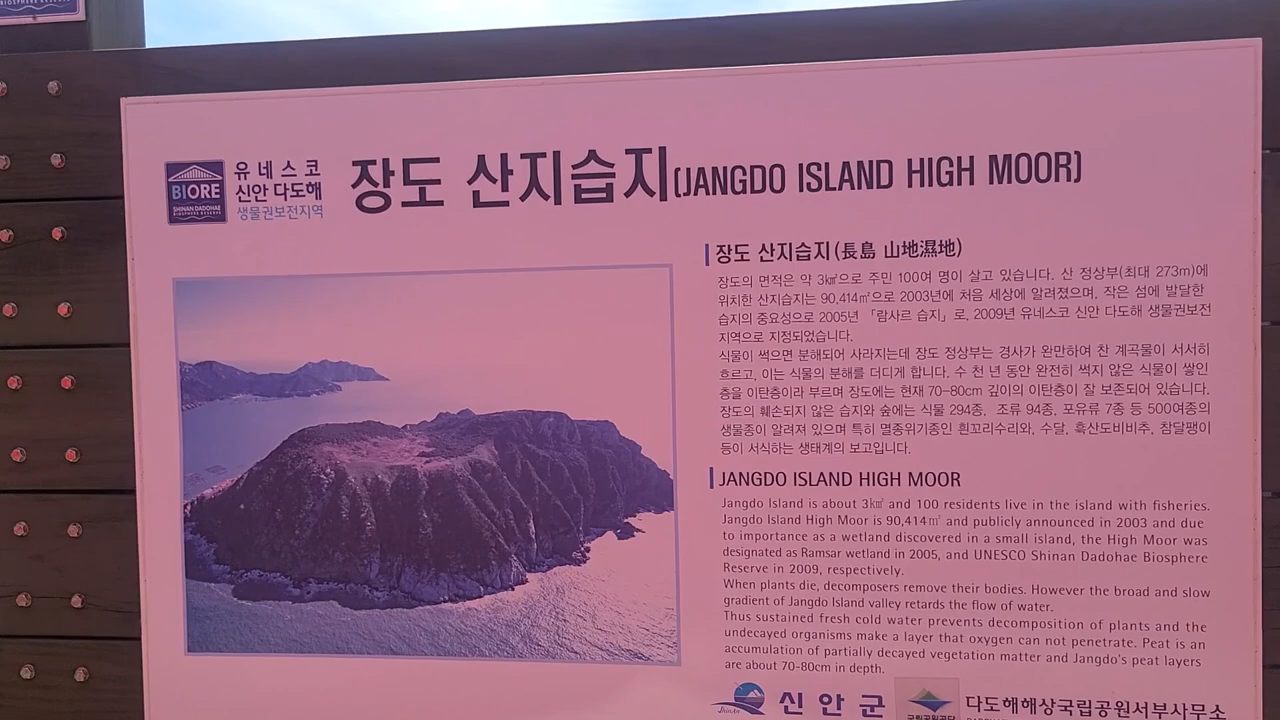 BIOSPHERE RESERVE
BIORE
SHINAN DADOHAE
BIOSPHERE RESERVE
유네스코
신안 다도해
생물권보전지역
장도 산지습지(JANGDO ISLAND HIGH MOOR)
장도 산지습지(長島 山地濕地)
장도의 면적은 약 3㎢으로 주민 100여 명이 살고 있습니다. 산 정상부(최대 273m)에
위치한 산지습지는 90,414㎡으로 2003년에 처음 세상에 알려졌으며, 작은 섬에 발달한
습지의 중요성으로 2005년 「람사르 습지」로, 2009년 유네스코 신안 다도해 생물권보전
지역으로 지정되었습니다.
식물이 썩으면 분해되어 사라지는데 장도 정상부는 경사가 완만하여 찬 계곡물이 서서히
흐르고, 이는 식물의 분해를 더디게 합니다. 수 천 년 동안 완전히 썩지 않은 식물이 쌓인
층을 이탄층이라 부르며 장도에는 현재 70-80cm 깊이의 이탄층이 잘 보존되어 있습니다.
장도의 훼손되지 않은 습지와 숲에는 식물 294종, 조류 94종, 포유류 7종 등 500여종의
생물종이 알려져 있으며 특히 멸종위기종인 흰꼬리수리와, 수달, 흑산도비비추, 참달팽이
등이 서식하는 생태계의 보고입니다.
JANGDO ISLAND HIGH MOOR
Jangdo Island is about 3㎢ and 100 residents live in the island with fisheries.
Jangdo Island High Moor is 90,414㎡ and publicly announced in 2003 and due
to importance as a wetland discovered in a small island, the High Moor was
designated as Ramsar wetland in 2005, and UNESCO Shinan Dadohae Biosphere
Reserve in 2009, respectively.
When plants die, decomposers remove their bodies. However the broad and slow
gradient of Jangdo Island valley retards the flow of water.
Thus sustained fresh cold water prevents decomposition of plants and the
undecayed organisms make a layer that oxygen can not penetrate. Peat is an
accumulation of partially decayed vegetation matter and Jangdo's peat layers
are about 70-80cm in depth.
신안군
국립공원공단
다도해해상국립공원서부사무소